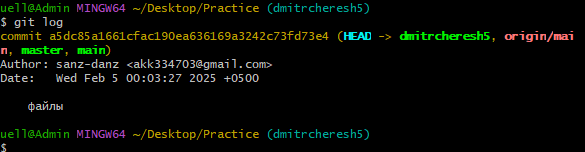 uell@Admin MINGW64 ~/Desktop/Practice (dmitrcheresh5)
$ git log
commit a5dc85a1661cfac190ea636169a3242c73fd73e4 (HEAD -> dmitrcheresh5, origin/mai
n, master, main)
Author: sanz-danz <akk334703@gmail.com>
Date:   Wed Feb 5 00:03:27 2025 +0500
файлы
uell@Admin MINGW64 ~/Desktop/Practice (dmitrcheresh5)
$